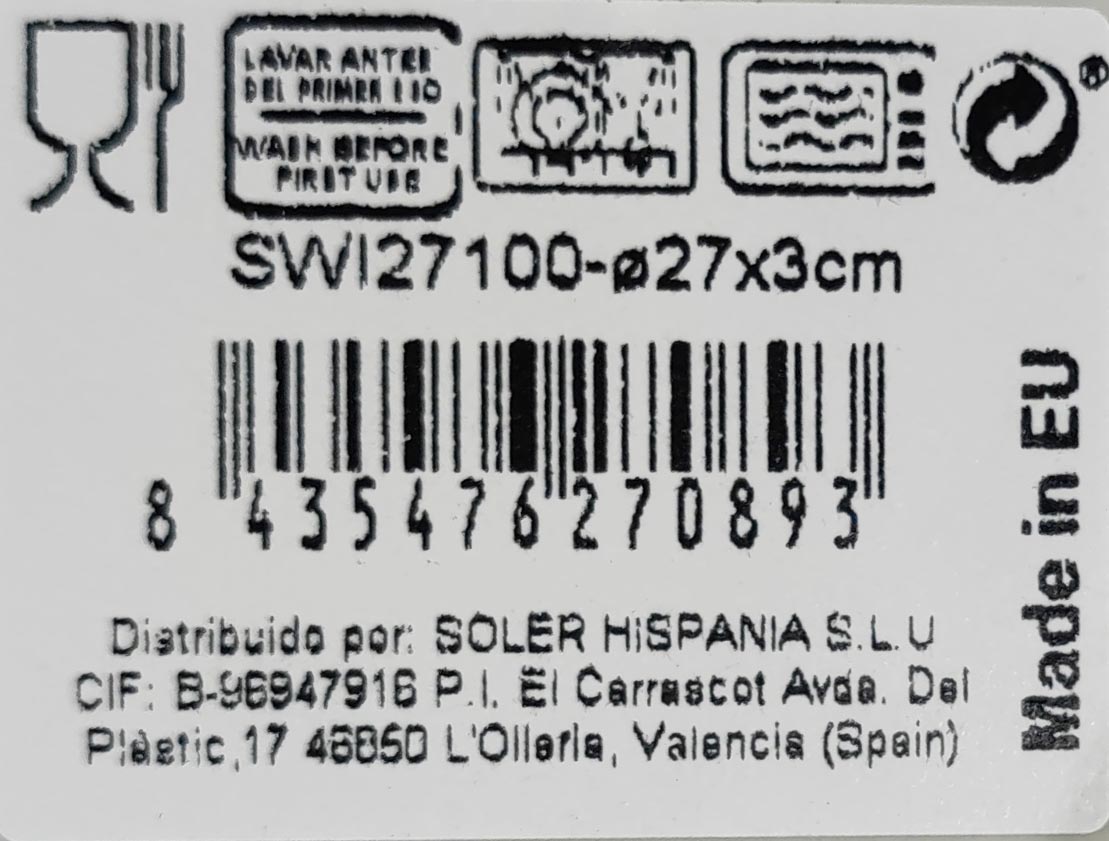 LAVAR ANTES
DEL PRIMER USO
WASH BEFORE
FIRST USE
®
SWI27100-ø27x3cm
8 435476 270893
Made in EU
Distribuido por: SOLER HiSPANIA S.L.U
CIF: B-96947916 P.I. El Carrascot Avda. Del
Plàstic,17 46850 L'Olleria, Valencia (Spain)